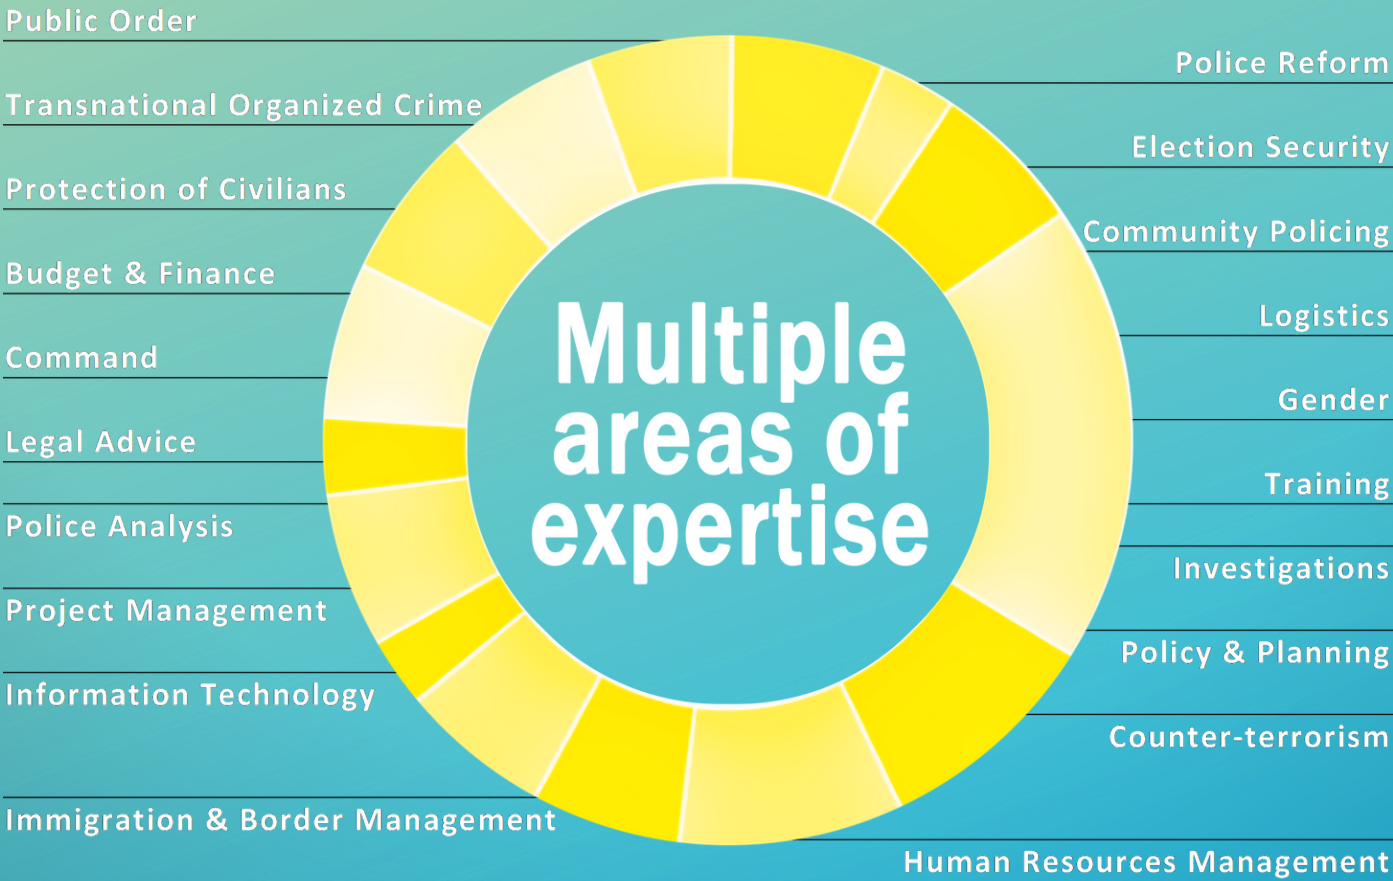 Public Order
Transnational Organized Crime
Protection of Civilians
Budget & Finance
Command
Legal Advice
Police Analysis
Project Management
Information Technology
Immigration & Border Management
Multiple
areas of
expertise
Police Reform
Election Security
Community Policing
Logistics
Gender
Training
Investigations
Policy & Planning
Counter-terrorism
Human Resources Management